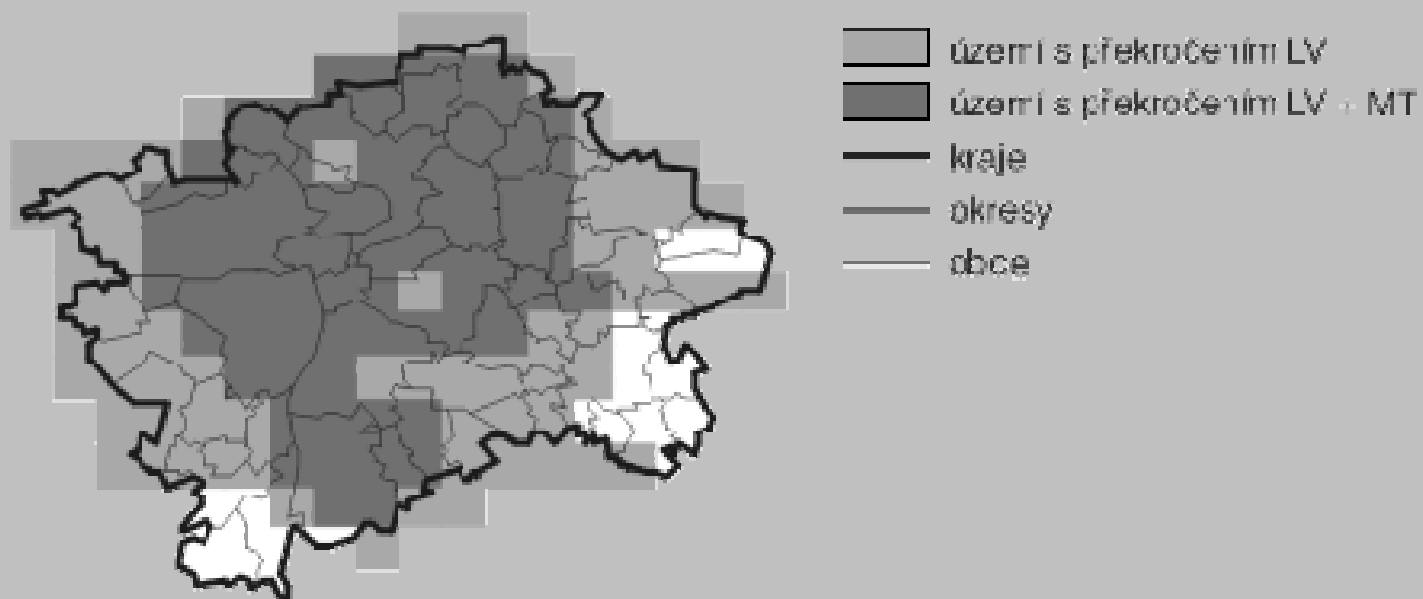 území s překročením LV
území s překročením LV + MT
kraje
okresy
obce